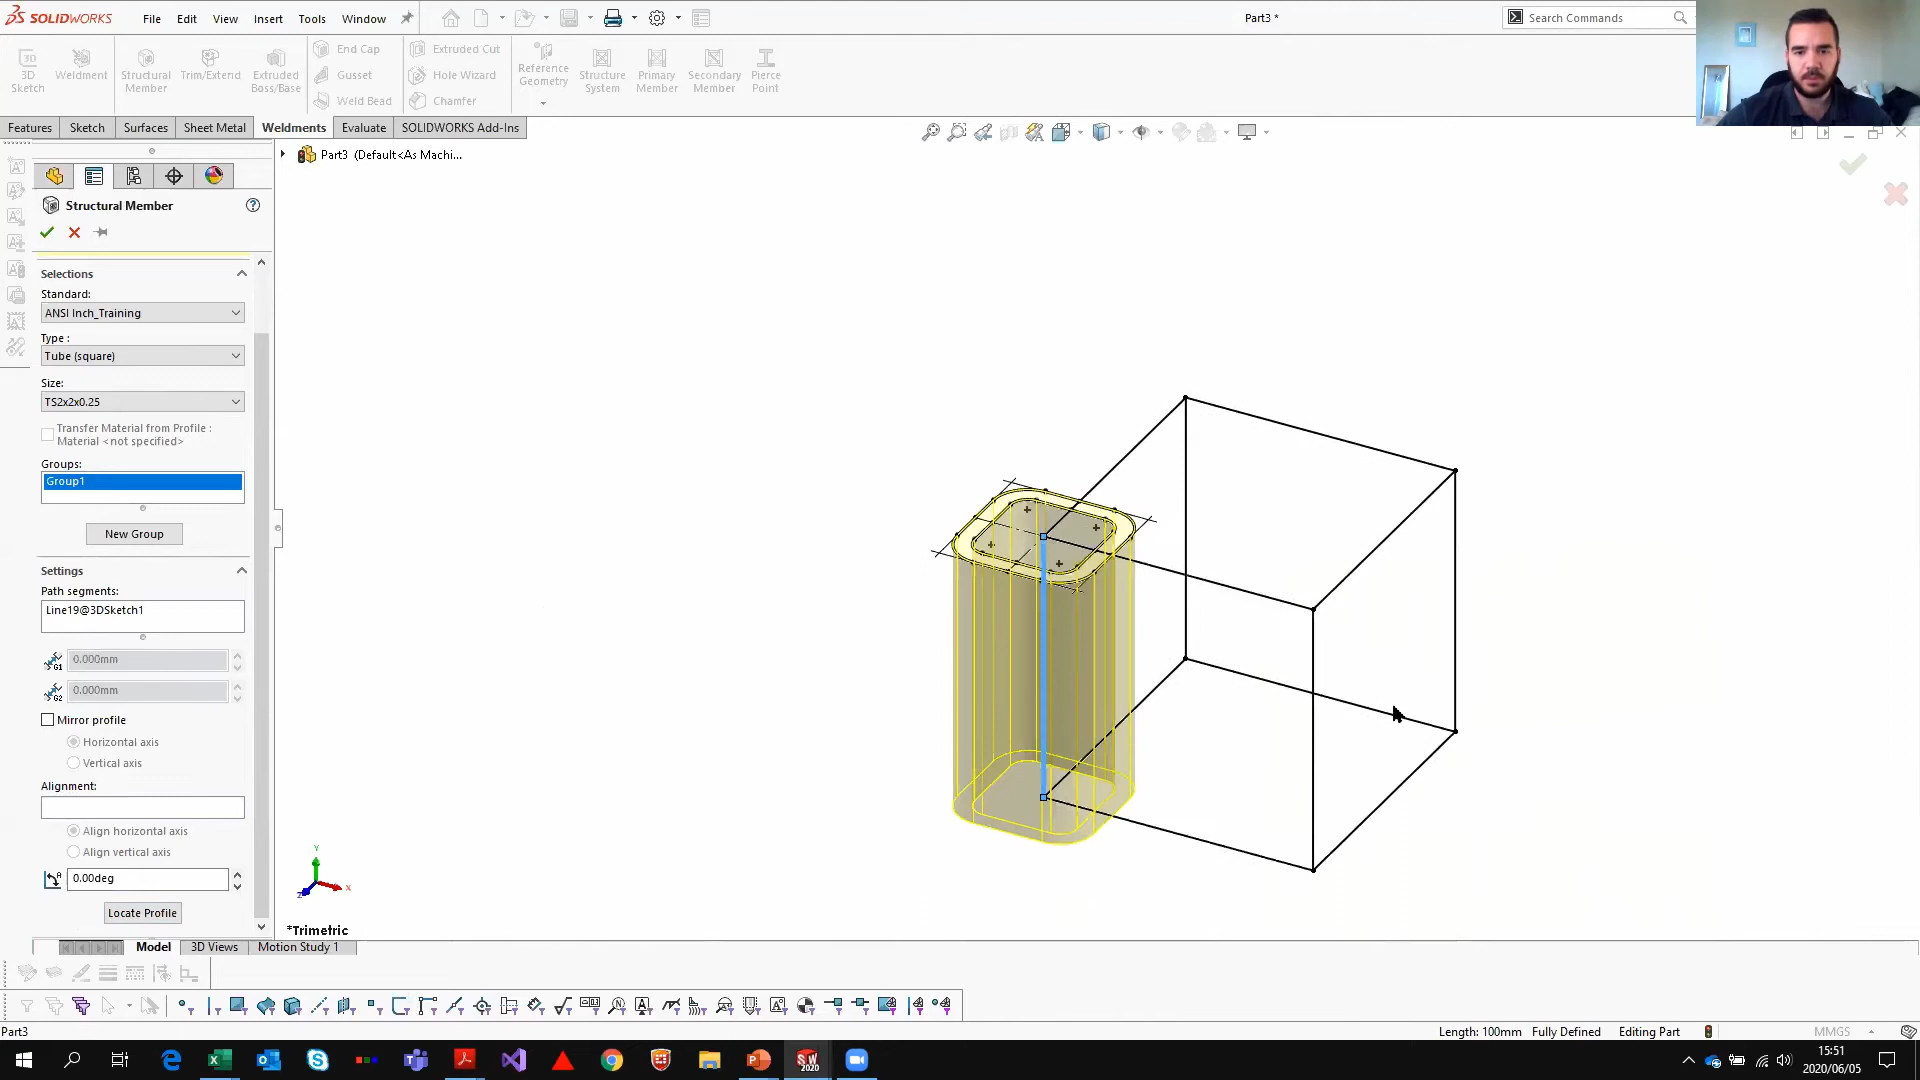 SOLIDWORKS
File Edit View Insert Tools Window
Part3 *
Search Commands
3D Sketch
Weldment
Structural Member
Trim/Extend
Extruded Boss/Base
End Cap
Gusset
Weld Bead
Extruded Cut
Hole Wizard
Chamfer
Reference Geometry
Structure System
Primary Member
Secondary Member
Pierce Point
Features Sketch Surfaces Sheet Metal Weldments Evaluate SOLIDWORKS Add-Ins
Part3 (Default<As Machi...
Structural Member
Selections
Standard:
ANSI Inch_Training
Type :
Tube (square)
Size:
TS2x2x0.25
Transfer Material from Profile :
Material <not specified>
Groups:
Group1
New Group
Settings
Path segments:
Line19@3DSketch1
G1 0.000mm
G2 0.000mm
Mirror profile
Horizontal axis
Vertical axis
Alignment:
Align horizontal axis
Align vertical axis
0.00deg
Locate Profile
Y
X
Z
*Trimetric
Model 3D Views Motion Study 1
Part3
Length: 100mm Fully Defined Editing Part MMGS
15:51
2020/06/05